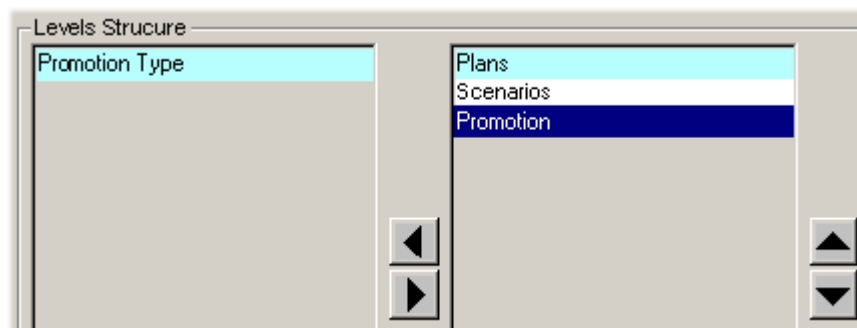 Levels Strucure
Promotion Type
Plans
Scenarios
Promotion